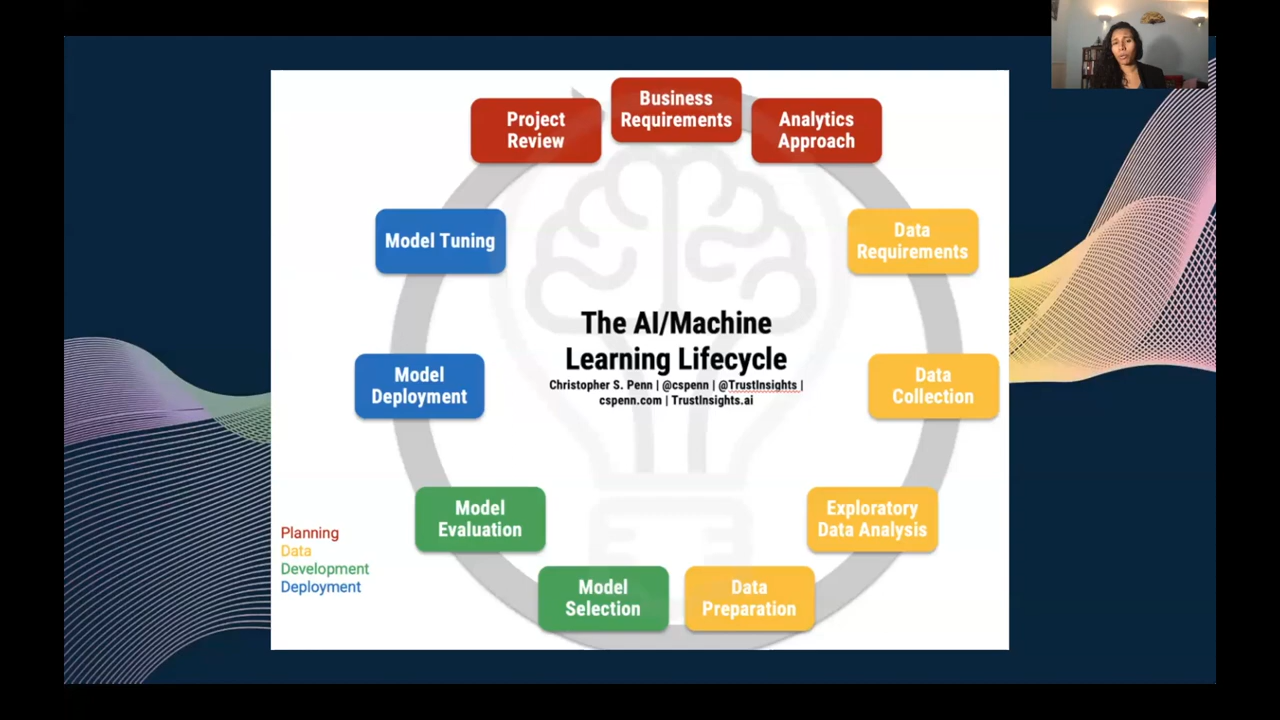 Business
Requirements
Project
Review
Analytics
Approach
Model Tuning
Data
Requirements
The AI/Machine
Learning Lifecycle
Christopher S. Penn | @cspenn | @TrustInsights |
cspenn.com | TrustInsights.ai
Model
Deployment
Data
Collection
Model
Evaluation
Exploratory
Data Analysis
Planning
Data
Development
Deployment
Model
Selection
Data
Preparation